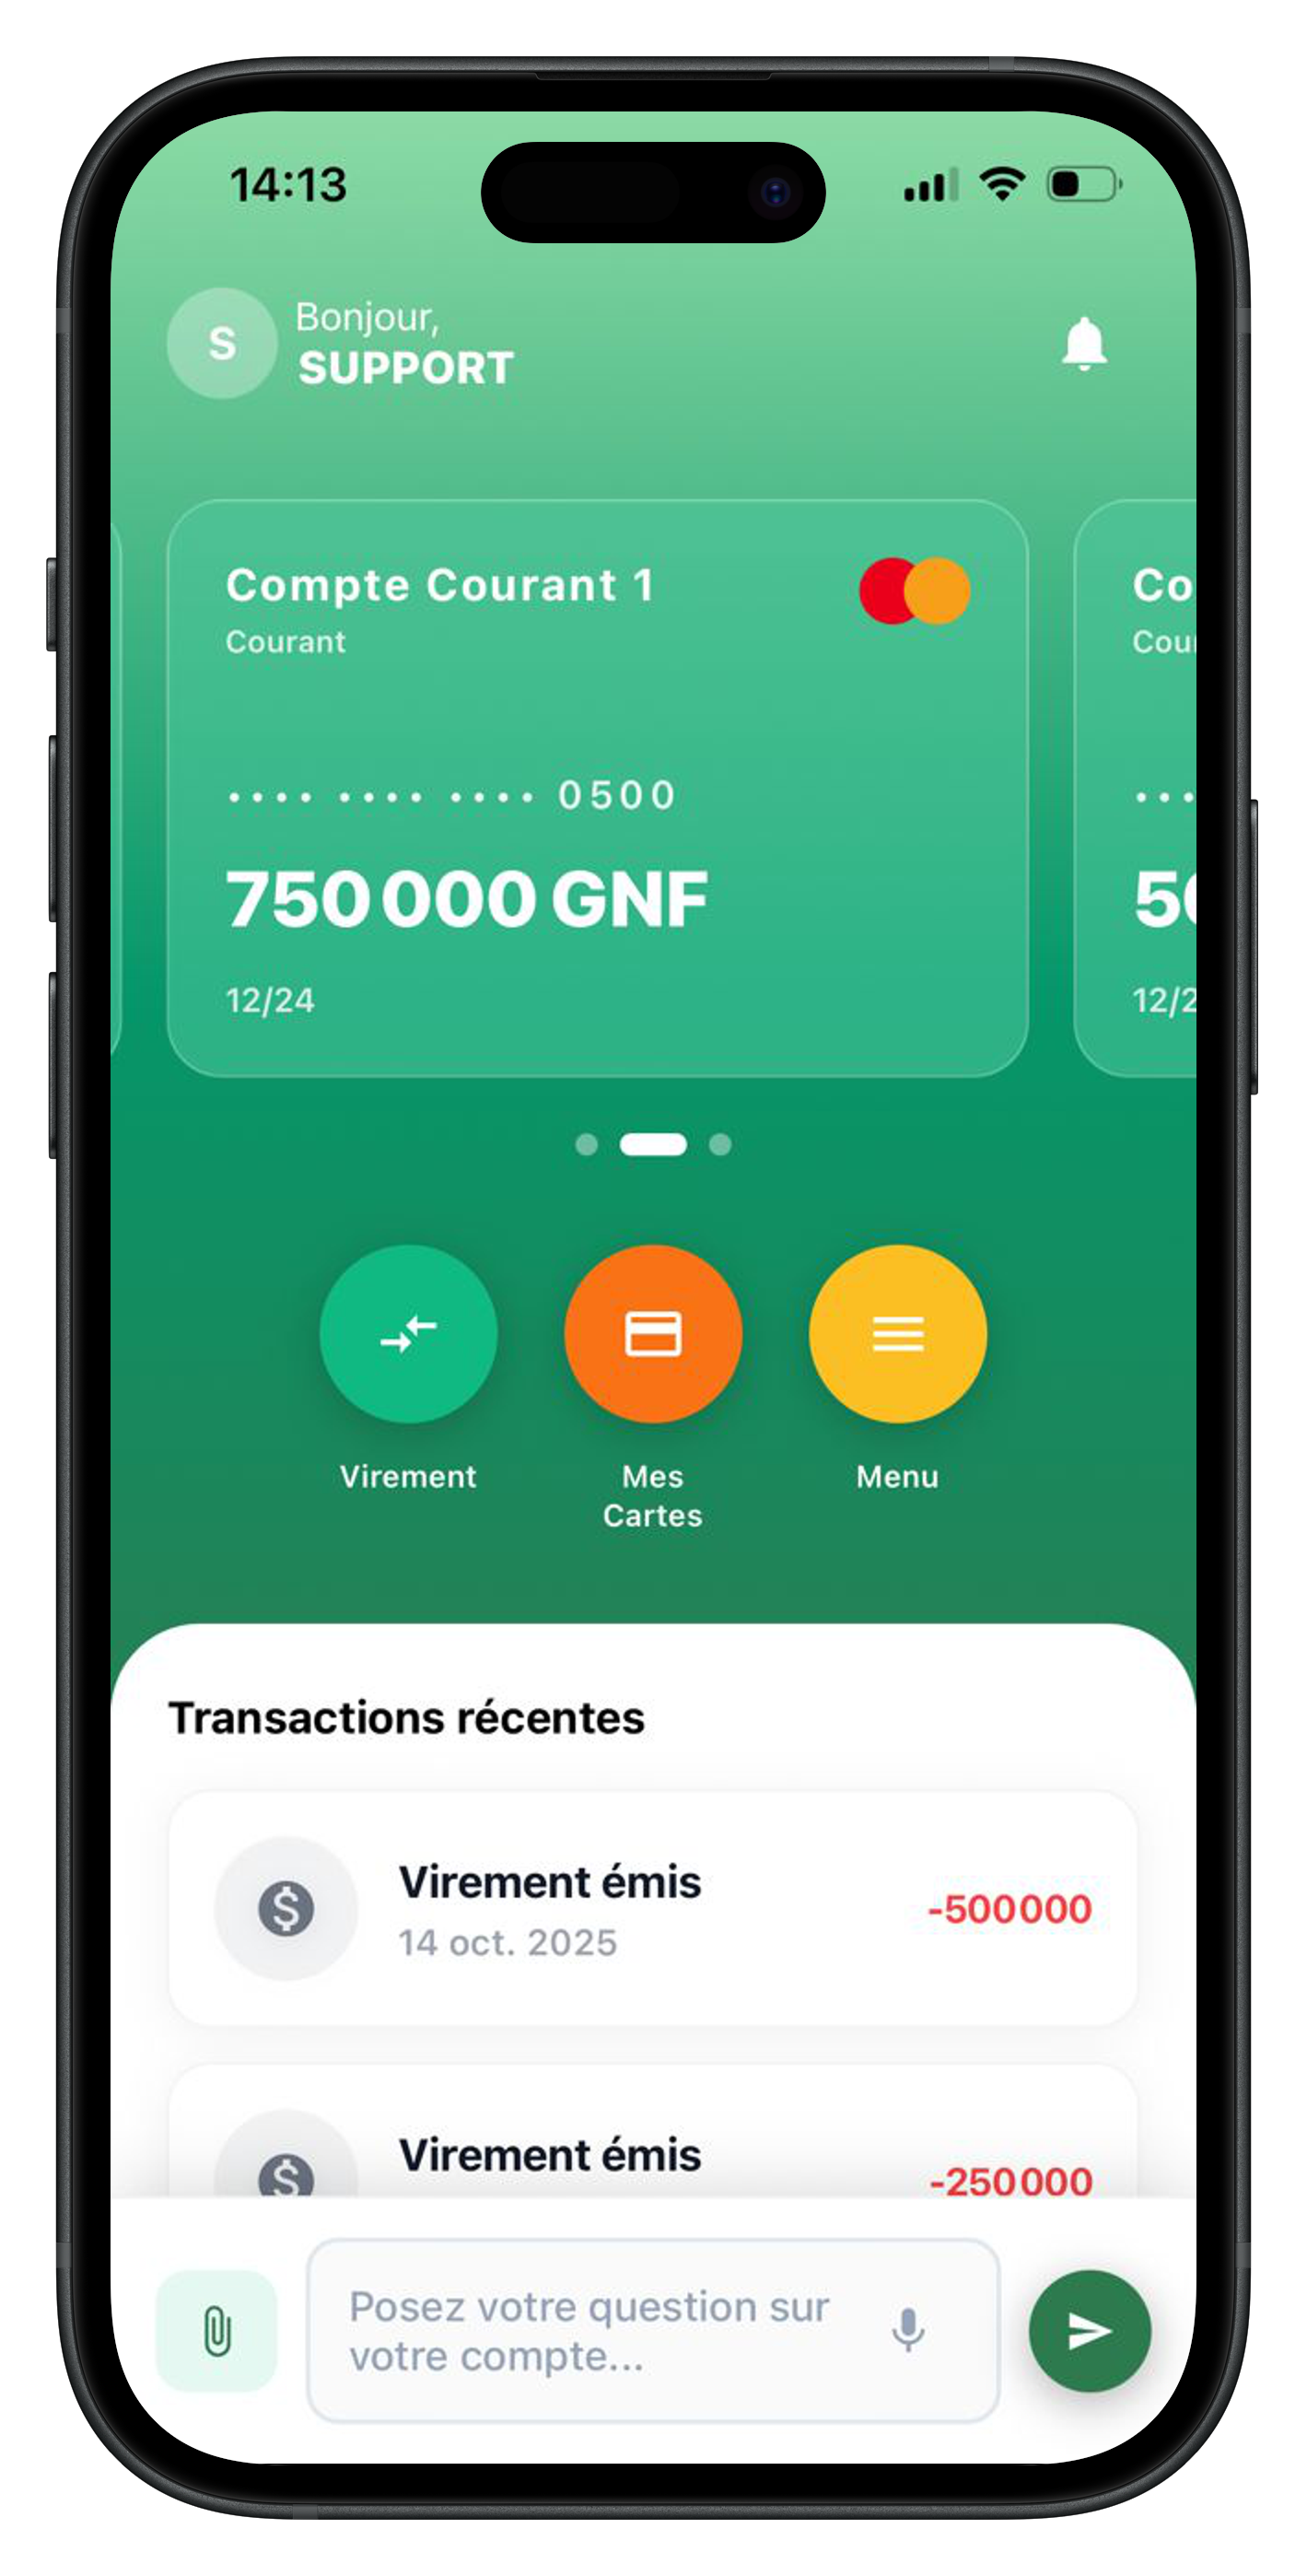 14:13
S
Bonjour,
SUPPORT
Compte Courant 1
Courant
•••• •••• •••• 0500
750 000 GNF
12/24
Co
Cou
•••
50
12/2
Virement
Mes
Cartes
Menu
Transactions récentes
Virement émis
14 oct. 2025
-500 000
Virement émis
-250 000
Posez votre question sur
votre compte...